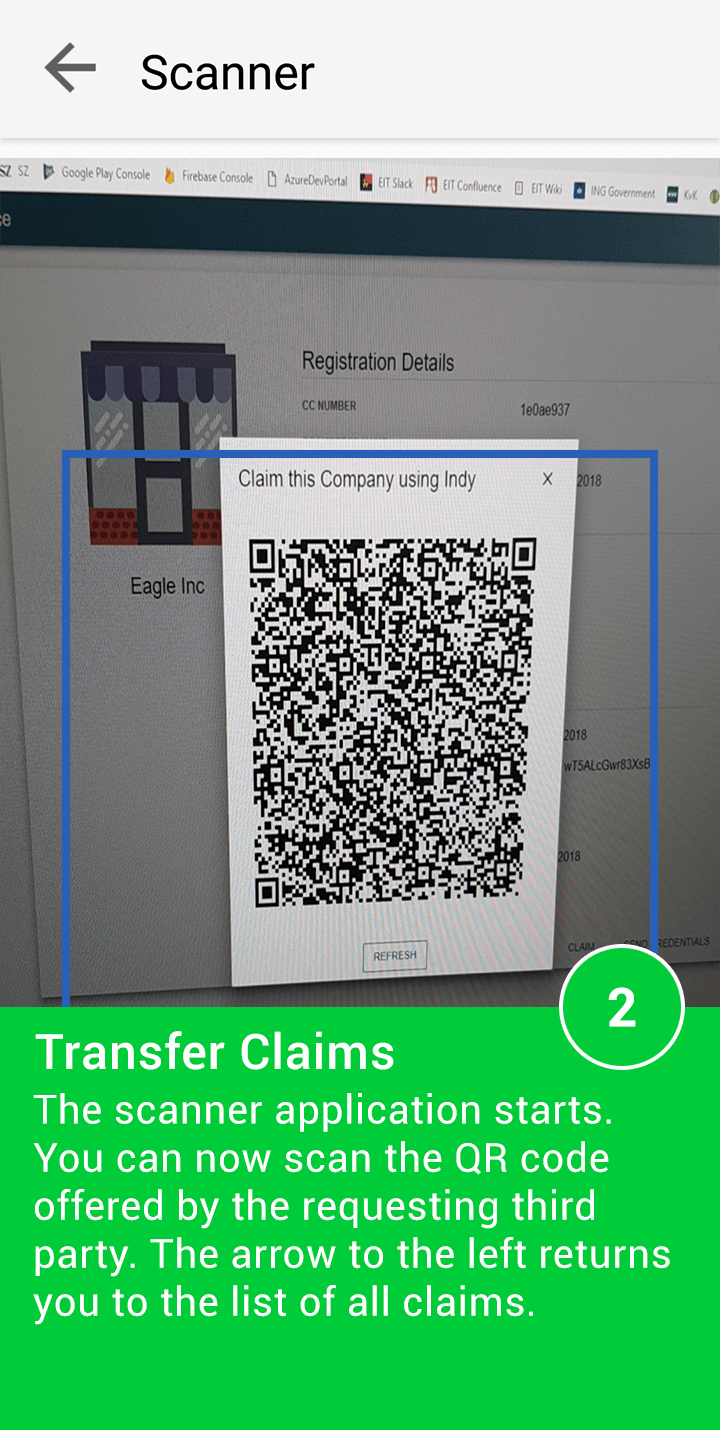 Scanner
SZ SZ Google Play Console Firebase Console AzureDevPortal EIT Slack EIT Confluence EIT Wiki ING Government KvK
ce
Registration Details
CC NUMBER 1e0ae937
Claim this Company using Indy X 2018
Eagle Inc
2018
wT5ALcGwr83XsB
2018
CLAIM SEND REDENTIALS
REFRESH
2
Transfer Claims
The scanner application starts.
You can now scan the QR code
offered by the requesting third
party. The arrow to the left returns
you to the list of all claims.